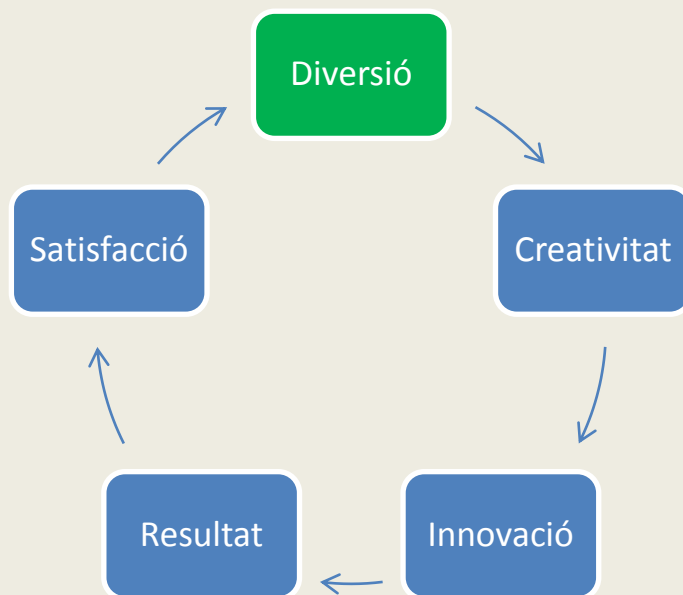 Diversió
Creativitat
Innovació
Resultat
Satisfacció